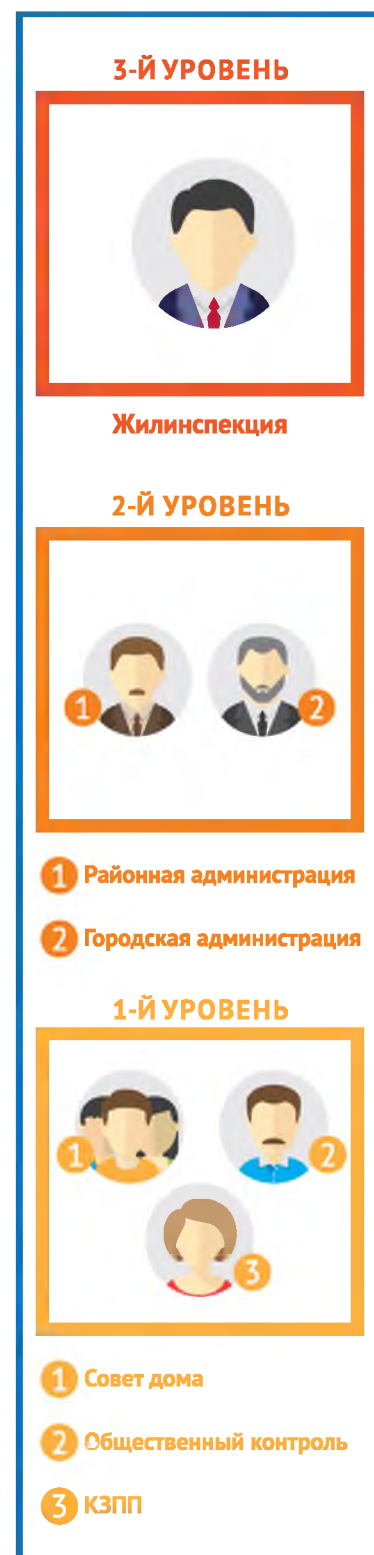 3-Й УРОВЕНЬ
Жилинспекция
2-Й УРОВЕНЬ
1
2
1 Районная администрация
2 Городская администрация
1-Й УРОВЕНЬ
1
2
3
1 Совет дома
2 Общественный контроль
3 КЗПП